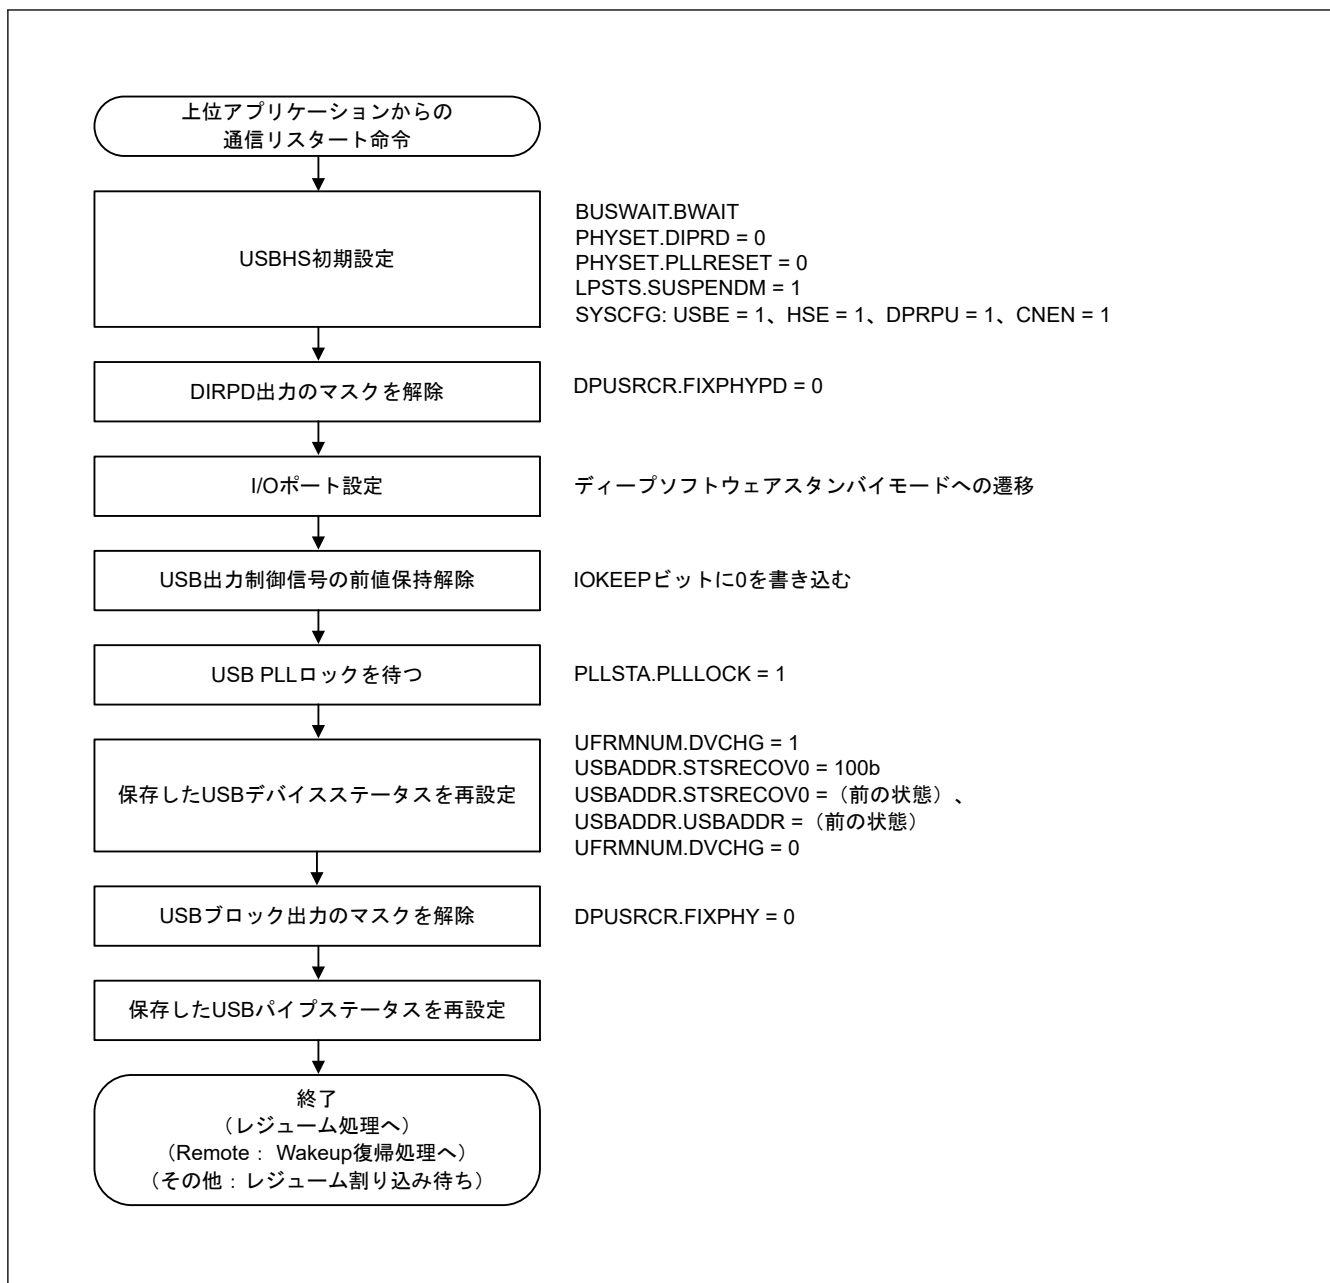 上位アプリケーションからの
通信リスタート命令
USBHS初期設定
BUSWAIT.BWAIT
PHYSET.DIPRD = 0
PHYSET.PLLRESET = 0
LPSTS.SUSPENDM = 1
SYSCFG: USBE = 1、HSE = 1、DPRPU = 1、CNEN = 1
DIRPD出力のマスクを解除
DPUSRCR.FIXPHYPD = 0
I/Oポート設定
ディープソフトウェアスタンバイモードへの遷移
USB出力制御信号の前値保持解除
IOKEEPビットに0を書き込む
USB PLLロックを待つ
PLLSTA.PLLLOCK = 1
保存したUSBデバイスステータスを再設定
UFRMNUM.DVCHG = 1
USBADDR.STSRECOV0 = 100b
USBADDR.STSRECOV0 =（前の状態）、
USBADDR.USBADDR =（前の状態）
UFRMNUM.DVCHG = 0
USBブロック出力のマスクを解除
DPUSRCR.FIXPHY = 0
保存したUSBパイプステータスを再設定
終了
（レジューム処理へ）
（Remote： Wakeup復帰処理へ）
（その他：レジューム割り込み待ち）